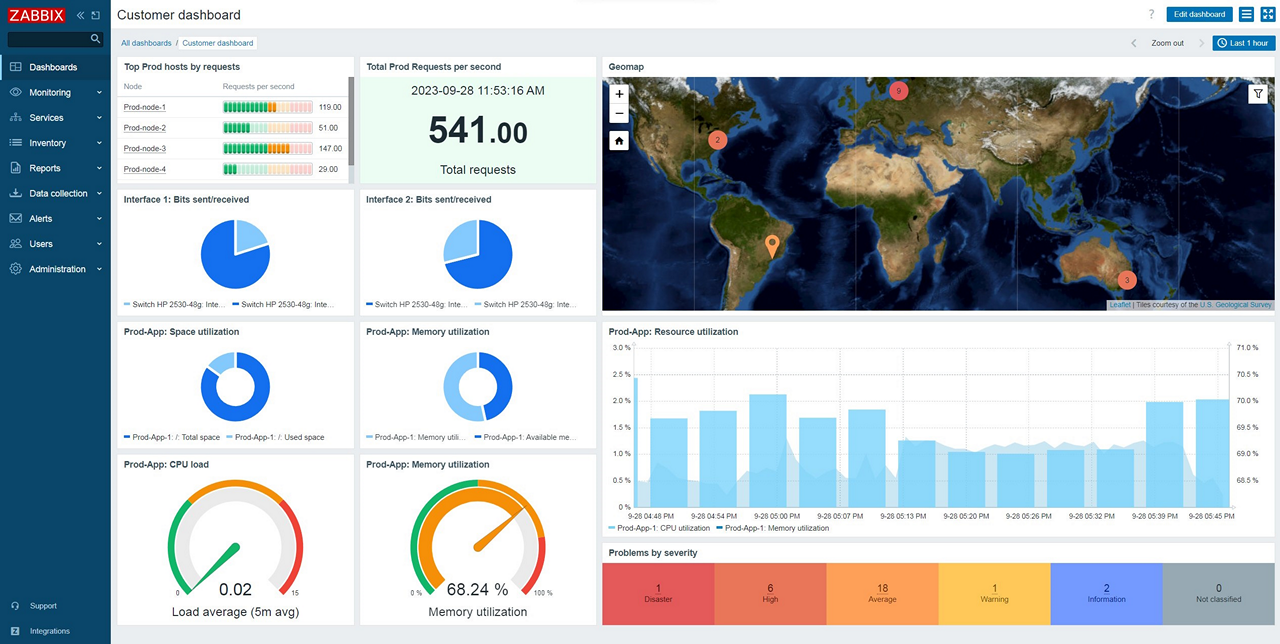 ZABBIX
Dashboards
Monitoring
Services
Inventory
Reports
Data collection
Alerts
Users
Administration
Support
Integrations
Customer dashboard
? Edit dashboard
All dashboards / Customer dashboard
Zoom out
Last 1 hour
Top Prod hosts by requests
Node Requests per second
Prod-node-1 119.00
Prod-node-2 51.00
Prod-node-3 147.00
Prod-node-4 29.00
Total Prod Requests per second
2023-09-28 11:53:16 AM
541.00
Total requests
Geomap
+
−
9
2
3
Leaflet | Tiles courtesy of the U.S. Geological Survey
Interface 1: Bits sent/received
Switch HP 2530-48g: Inte... Switch HP 2530-48g: Inte...
Interface 2: Bits sent/received
Switch HP 2530-48g: Inte... Switch HP 2530-48g: Inte...
Prod-App: Space utilization
Prod-App-1: /: Total space Prod-App-1: /: Used space
Prod-App: Memory utilization
Prod-App-1: Memory utili... Prod-App-1: Available me...
Prod-App: Resource utilization
3.0 % 71.0 %
2.5 % 70.5 %
2.0 % 70.0 %
1.5 % 69.5 %
1.0 % 69.0 %
0.5 % 68.5 %
0 %
9-28 04:48 PM 9-28 04:54 PM 9-28 05:00 PM 9-28 05:07 PM 9-28 05:13 PM 9-28 05:20 PM 9-28 05:26 PM 9-28 05:32 PM 9-28 05:39 PM 9-28 05:45 PM
Prod-App-1: CPU utilization Prod-App-1: Memory utilization
Prod-App: CPU load
0 0.02 15
Load average (5m avg)
Prod-App: Memory utilization
0 % 68.24 % 100 %
Memory utilization
Problems by severity
1 6 18 1 2 0
Disaster High Average Warning Information Not classified